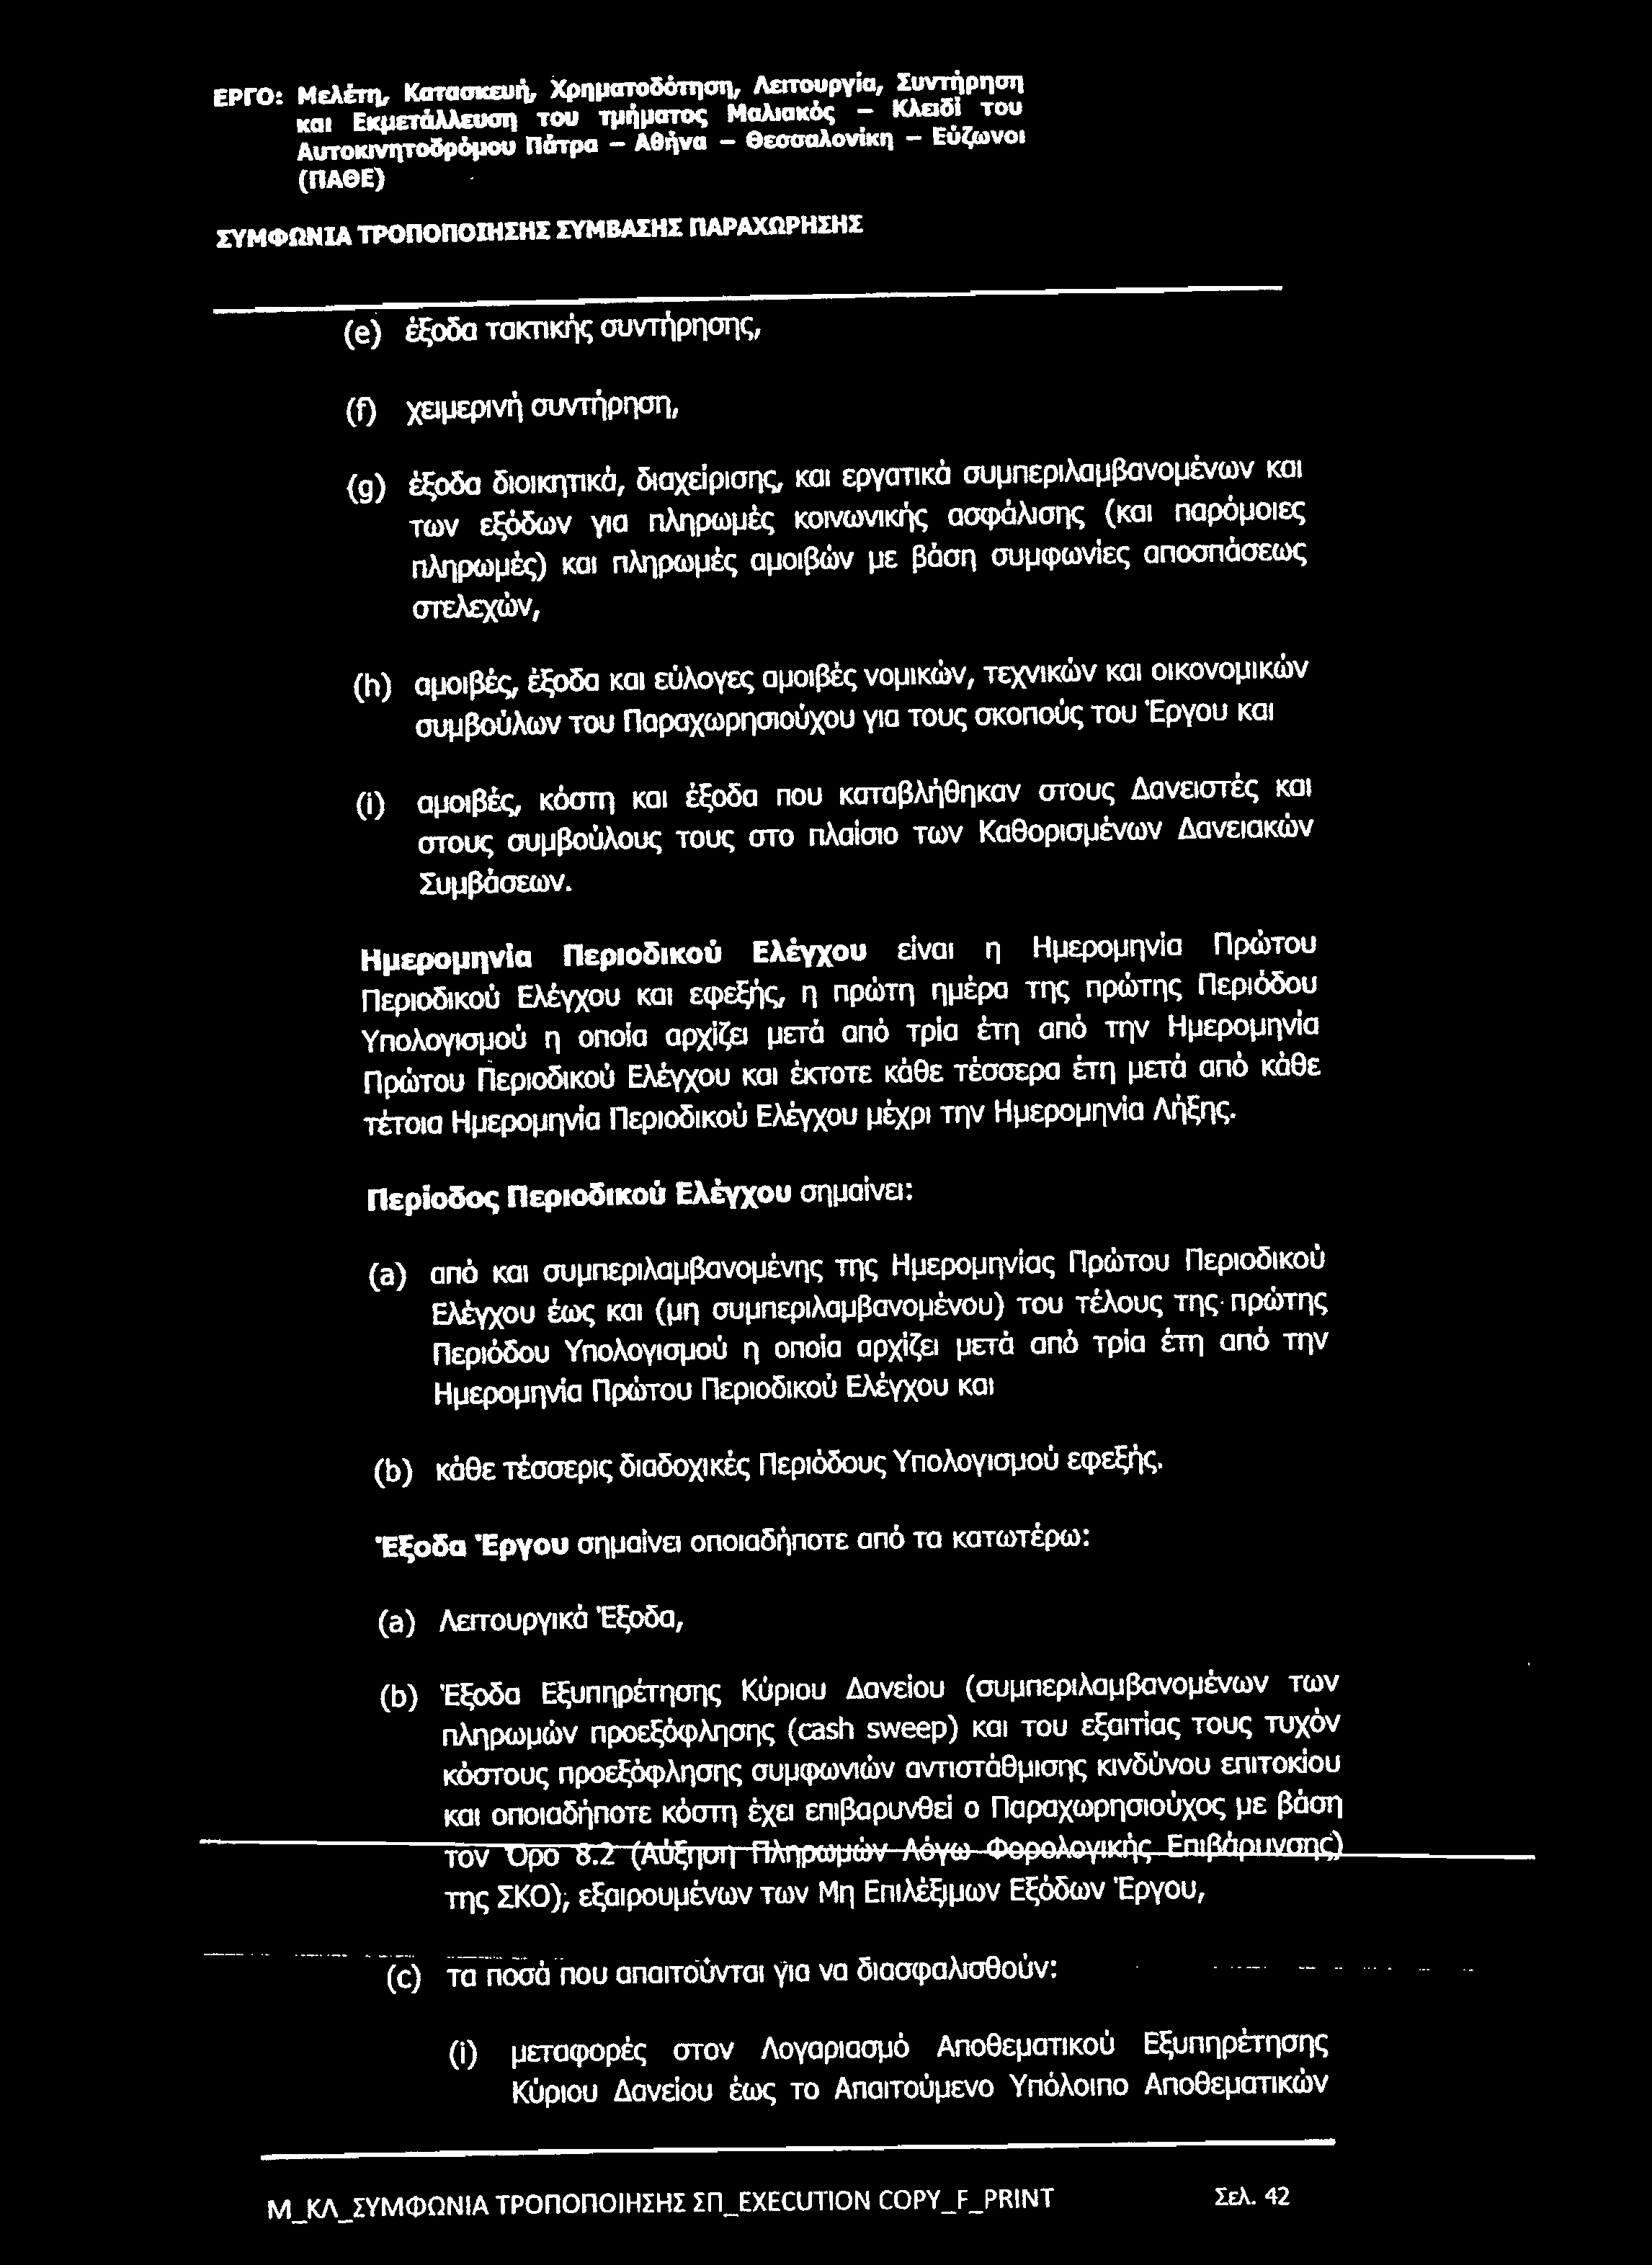 ΕΡΓΟ: Μελέτη, Κατασκευή, Χρηματοδότηση, Λειτουργία, Συντήρηση
και Εκμετάλλευση του τμήματος Μαλιακός – Κλειδί του
Αυτοκινητοδρόμου Πάτρα – Αθήνα – Θεσσαλονίκη – Εύζωνοι
(ΠΑΘΕ)
ΣΥΜΦΩΝΙΑ ΤΡΟΠΟΠΟΙΗΣΗΣ ΣΥΜΒΑΣΗΣ ΠΑΡΑΧΩΡΗΣΗΣ
(e) έξοδα τακτικής συντήρησης,
(f) χειμερινή συντήρηση,
(g) έξοδα διοικητικά, διαχείρισης, και εργατικά συμπεριλαμβανομένων και
των εξόδων για πληρωμές κοινωνικής ασφάλισης (και παρόμοιες
πληρωμές) και πληρωμές αμοιβών με βάση συμφωνίες αποσπάσεως
στελεχών,
(h) αμοιβές, έξοδα και εύλογες αμοιβές νομικών, τεχνικών και οικονομικών
συμβούλων του Παραχωρησιούχου για τους σκοπούς του Έργου και
(i) αμοιβές, κόστη και έξοδα που καταβλήθηκαν στους Δανειστές και
στους συμβούλους τους στο πλαίσιο των Καθορισμένων Δανειακών
Συμβάσεων.
Ημερομηνία Περιοδικού Ελέγχου είναι η Ημερομηνία Πρώτου
Περιοδικού Ελέγχου και εφεξής, η πρώτη ημέρα της πρώτης Περιόδου
Υπολογισμού η οποία αρχίζει μετά από τρία έτη από την Ημερομηνία
Πρώτου Περιοδικού Ελέγχου και έκτοτε κάθε τέσσερα έτη μετά από κάθε
τέτοια Ημερομηνία Περιοδικού Ελέγχου μέχρι την Ημερομηνία Λήξης.
Περίοδος Περιοδικού Ελέγχου σημαίνει:
(a) από και συμπεριλαμβανομένης της Ημερομηνίας Πρώτου Περιοδικού
Ελέγχου έως και (μη συμπεριλαμβανομένου) του τέλους της πρώτης
Περιόδου Υπολογισμού η οποία αρχίζει μετά από τρία έτη από την
Ημερομηνία Πρώτου Περιοδικού Ελέγχου και
(b) κάθε τέσσερις διαδοχικές Περιόδους Υπολογισμού εφεξής.
Έξοδα Έργου σημαίνει οποιαδήποτε από τα κατωτέρω:
(a) Λειτουργικά Έξοδα,
(b) Έξοδα Εξυπηρέτησης Κύριου Δανείου (συμπεριλαμβανομένων των
πληρωμών προεξόφλησης (cash sweep) και του εξαιτίας τους τυχόν
κόστους προεξόφλησης συμφωνιών αντιστάθμισης κινδύνου επιτοκίου
και οποιαδήποτε κόστη έχει επιβαρυνθεί ο Παραχωρησιούχος με βάση
τον Όρο 8.2 (Αύξηση Πληρωμών Λόγω Φορολογικής Επιβάρυνσης)
της ΣΚΟ), εξαιρουμένων των Μη Επιλέξιμων Εξόδων Έργου,
(c) τα ποσά που απαιτούνται για να διασφαλισθούν:
(i) μεταφορές στον Λογαριασμό Αποθεματικού Εξυπηρέτησης
Κύριου Δανείου έως το Απαιτούμενο Υπόλοιπο Αποθεματικών
Μ_ΚΛ_ΣΥΜΦΩΝΙΑ ΤΡΟΠΟΠΟΙΗΣΗΣ ΣΠ_EXECUTION COPY_F_PRINT Σελ. 42